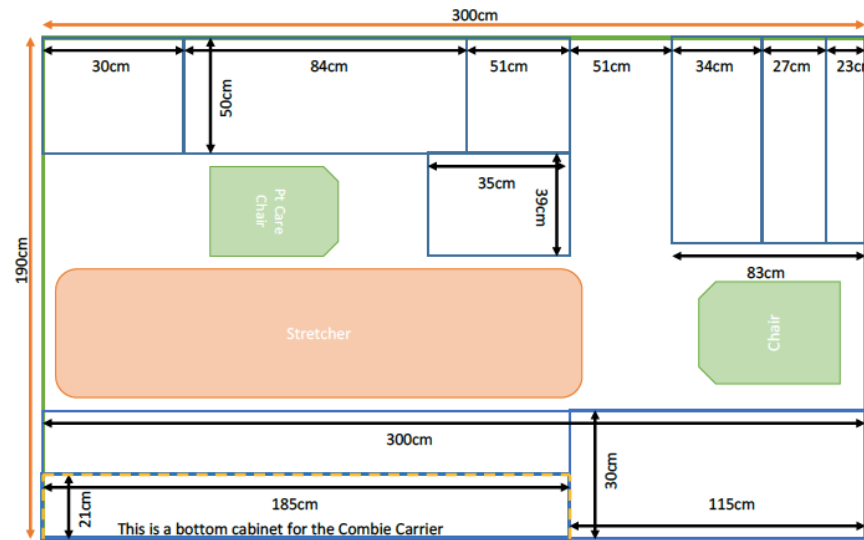 300cm
30cm
84cm
51cm
51cm
34cm
27cm
23cm
50cm
190cm
Pt Care
Chair
35cm
39cm
83cm
Stretcher
Chair
300cm
30cm
21cm
185cm
115cm
This is a bottom cabinet for the Combie Carrier